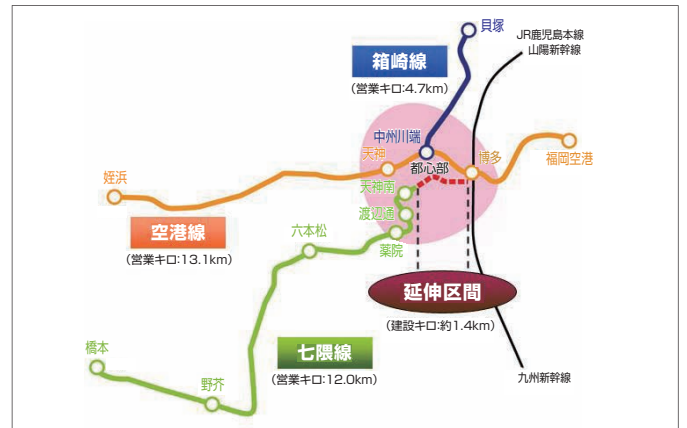 貝塚
JR鹿児島本線
山陽新幹線
箱崎線
(営業キロ:4.7km)
中州川端
天神
都心部
博多
福岡空港
姪浜
天神南
渡辺通
薬院
六本松
空港線
(営業キロ:13.1km)
延伸区間
(建設キロ:約1.4km)
七隈線
(営業キロ:12.0km)
橋本
野芥
九州新幹線